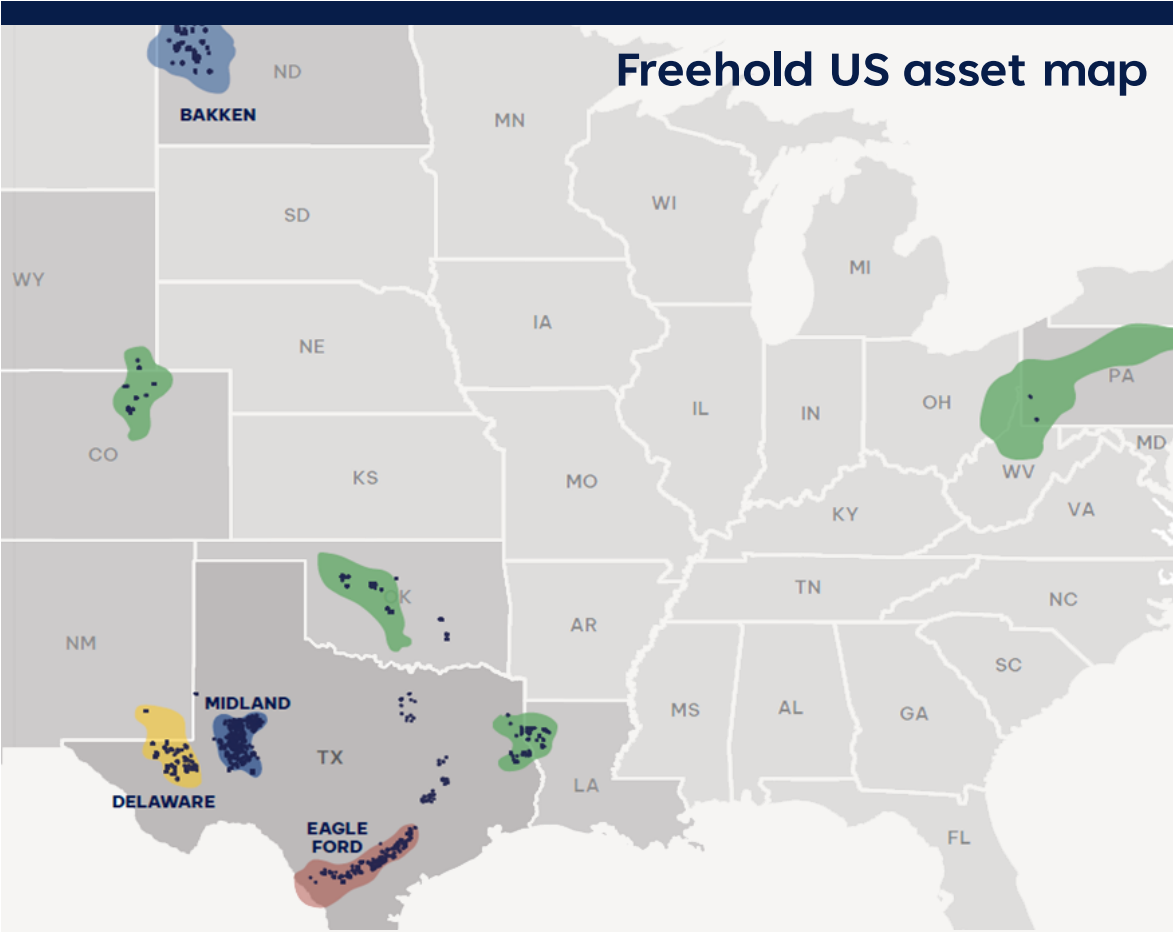 Freehold US asset map
ND
BAKKEN
MN
SD
WI
WY
MI
IA
NE
PA
IL
IN
OH
CO
MD
WV
KS
MO
VA
KY
TN
OK
NC
AR
NM
SC
MIDLAND
MS
AL
GA
TX
LA
DELAWARE
EAGLE
FORD
FL